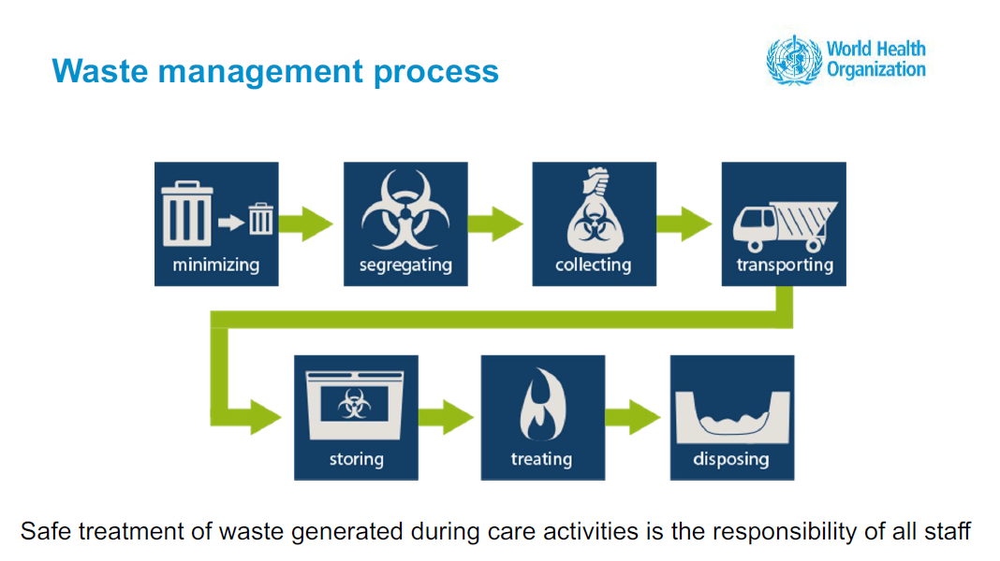 Waste management process
World Health
Organization
minimizing
segregating
collecting
transporting
storing
treating
disposing
Safe treatment of waste generated during care activities is the responsibility of all staff